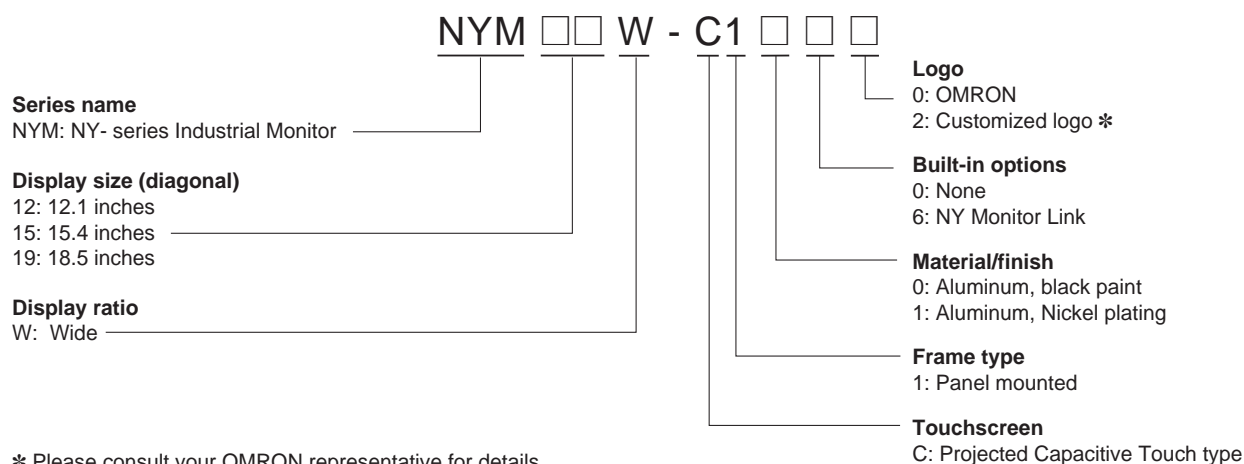 NYM □□ W - C1 □ □ □
Series name
NYM: NY- series Industrial Monitor
Display size (diagonal)
12: 12.1 inches
15: 15.4 inches
19: 18.5 inches
Display ratio
W: Wide
Logo
0: OMRON
2: Customized logo ✽
Built-in options
0: None
6: NY Monitor Link
Material/finish
0: Aluminum, black paint
1: Aluminum, Nickel plating
Frame type
1: Panel mounted
Touchscreen
C: Projected Capacitive Touch type
✽ Please consult your OMRON representative for details